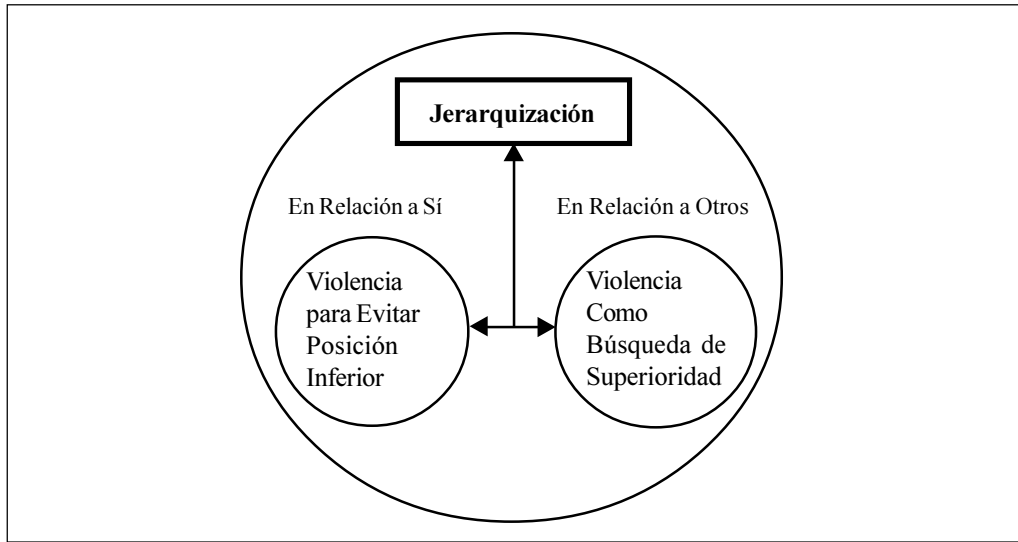 Jerarquización
En Relación a Sí
En Relación a Otros
Violencia
para Evitar
Posición
Inferior
Violencia
Como
Búsqueda de
Superioridad